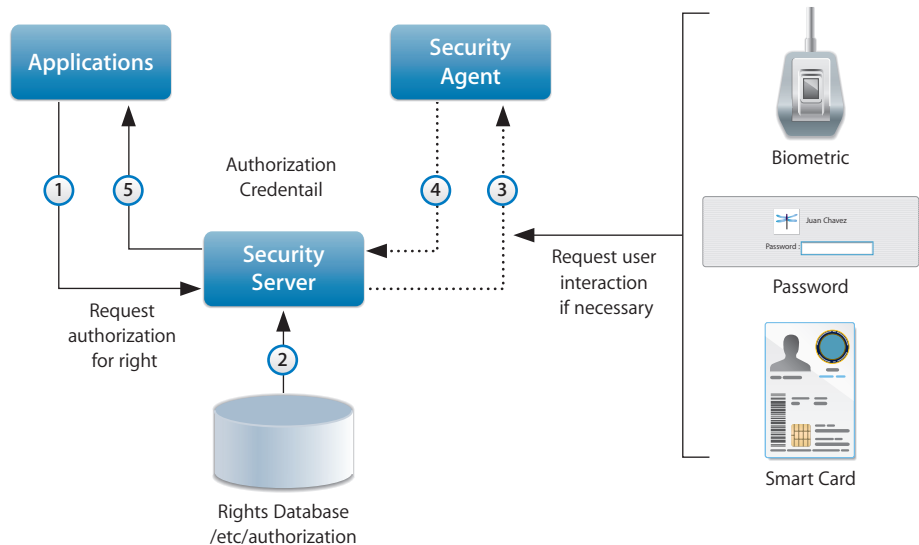 Applications
Security
Agent
Biometric
1
5
Authorization
Credentail
4
3
Juan Chavez
Password :
Password
Security
Server
Request user
interaction
if necessary
Request
authorization
for right
2
Smart Card
Rights Database
/etc/authorization